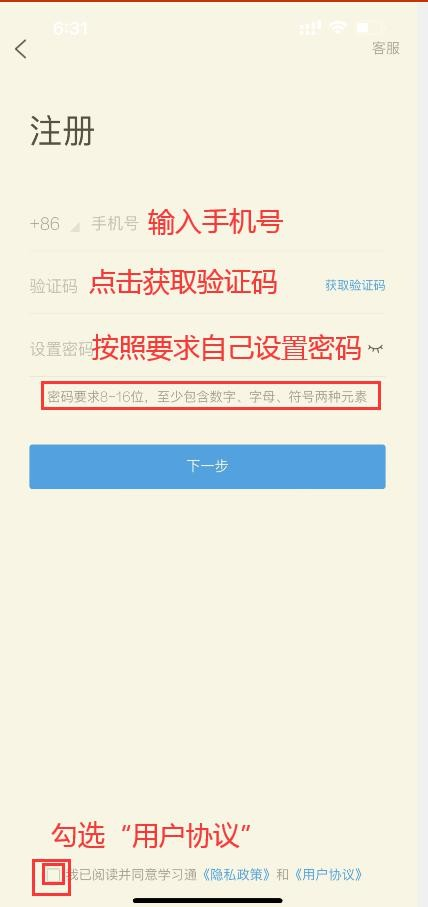 6:31
客服
注册
+86 手机号 输入手机号
验证码 点击获取验证码 获取验证码
设置密码 按照要求自己设置密码
密码要求8-16位，至少包含数字、字母、符号两种元素
下一步
勾选“用户协议”
我已阅读并同意学习通《隐私政策》和《用户协议》